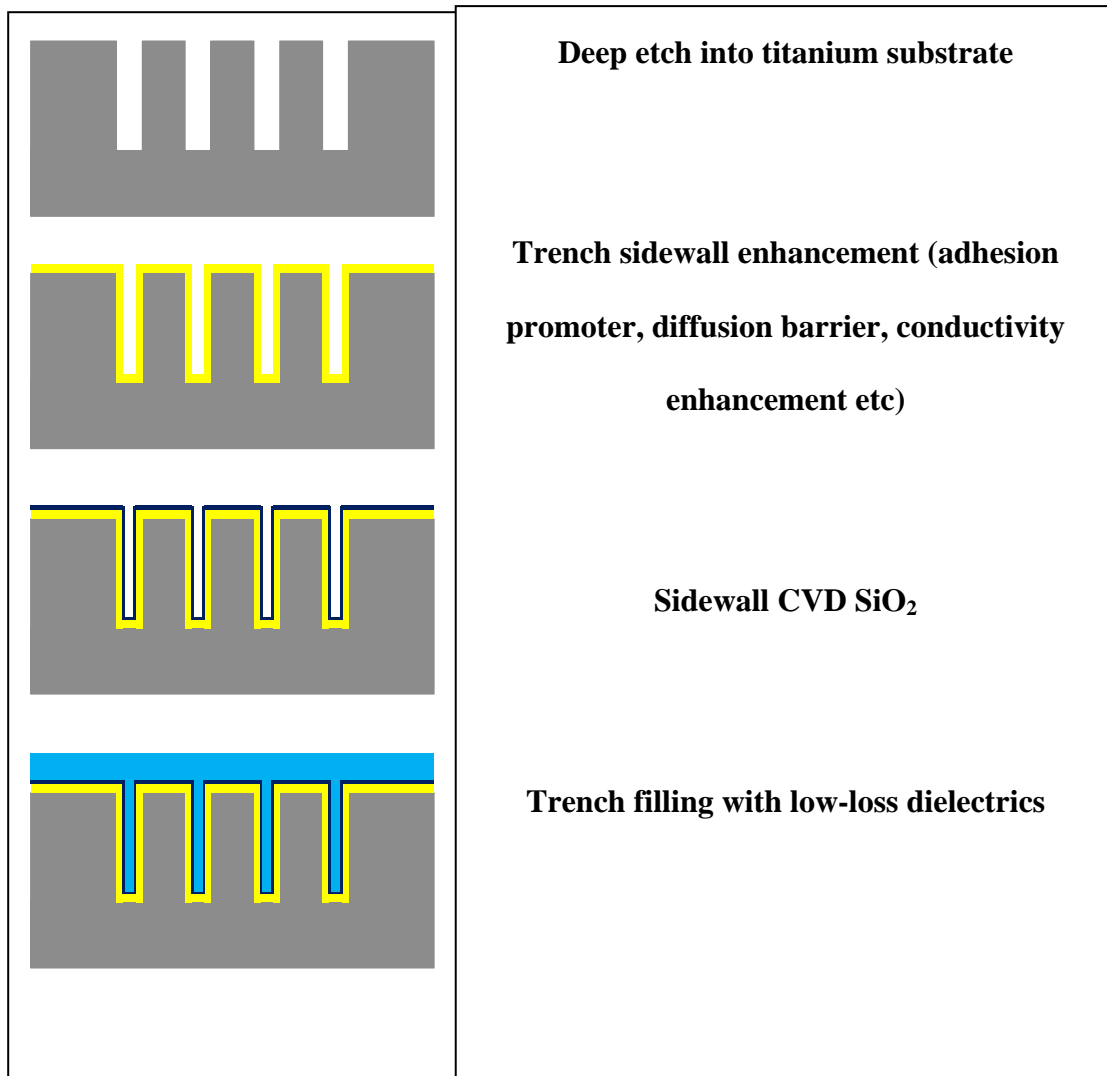 Deep etch into titanium substrate
Trench sidewall enhancement (adhesion
promoter, diffusion barrier, conductivity
enhancement etc)
Sidewall CVD SiO₂
Trench filling with low-loss dielectrics